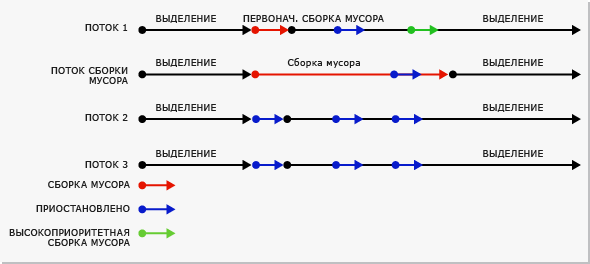 ПОТОК 1 ВЫДЕЛЕНИЕ ПЕРВОНАЧ. СБОРКА МУСОРА ВЫДЕЛЕНИЕ
ПОТОК СБОРКИ
МУСОРА
ВЫДЕЛЕНИЕ Сборка мусора ВЫДЕЛЕНИЕ
ПОТОК 2 ВЫДЕЛЕНИЕ ВЫДЕЛЕНИЕ
ПОТОК 3 ВЫДЕЛЕНИЕ ВЫДЕЛЕНИЕ
СБОРКА МУСОРА
ПРИОСТАНОВЛЕНО
ВЫСОКОПРИОРИТЕТНАЯ
СБОРКА МУСОРА